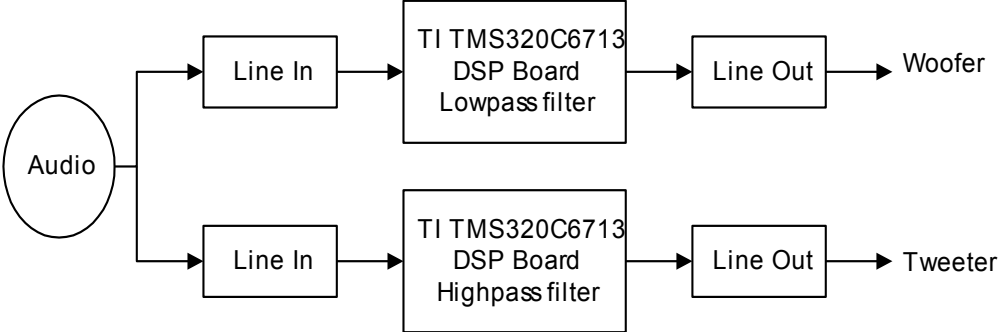 Audio
Line In
TI TMS320C6713
DSP Board
Lowpass filter
Line Out
Woofer
Line In
TI TMS320C6713
DSP Board
Highpass filter
Line Out
Tweeter